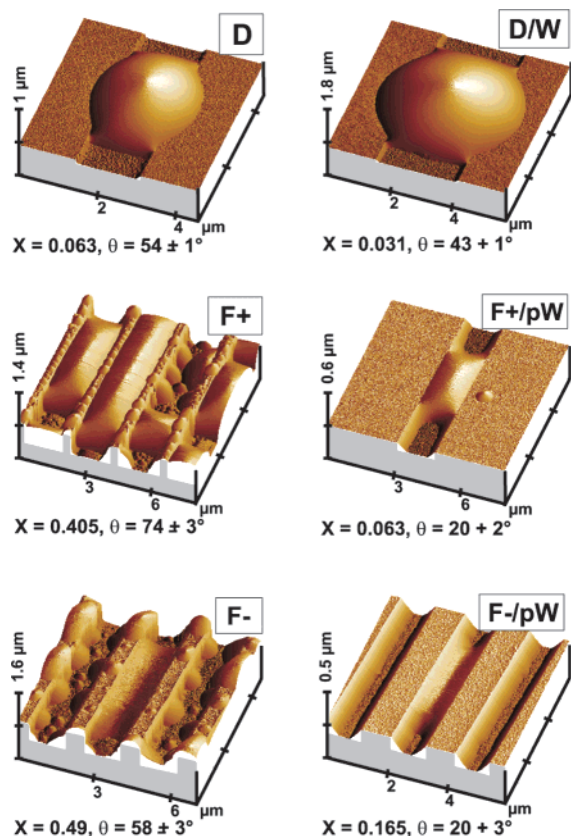 D
1 µm
2
4
µm
X = 0.063, θ = 54 ± 1°
D/W
1.8 µm
2
4
µm
X = 0.031, θ = 43 + 1°
F+
1.4 µm
3
6
µm
X = 0.405, θ = 74 ± 3°
F+/pW
0.6 µm
3
6
µm
X = 0.063, θ = 20 + 2°
F-
1.6 µm
3
6
µm
X = 0.49, θ = 58 ± 3°
F-/pW
0.5 µm
2
4
µm
X = 0.165, θ = 20 + 3°